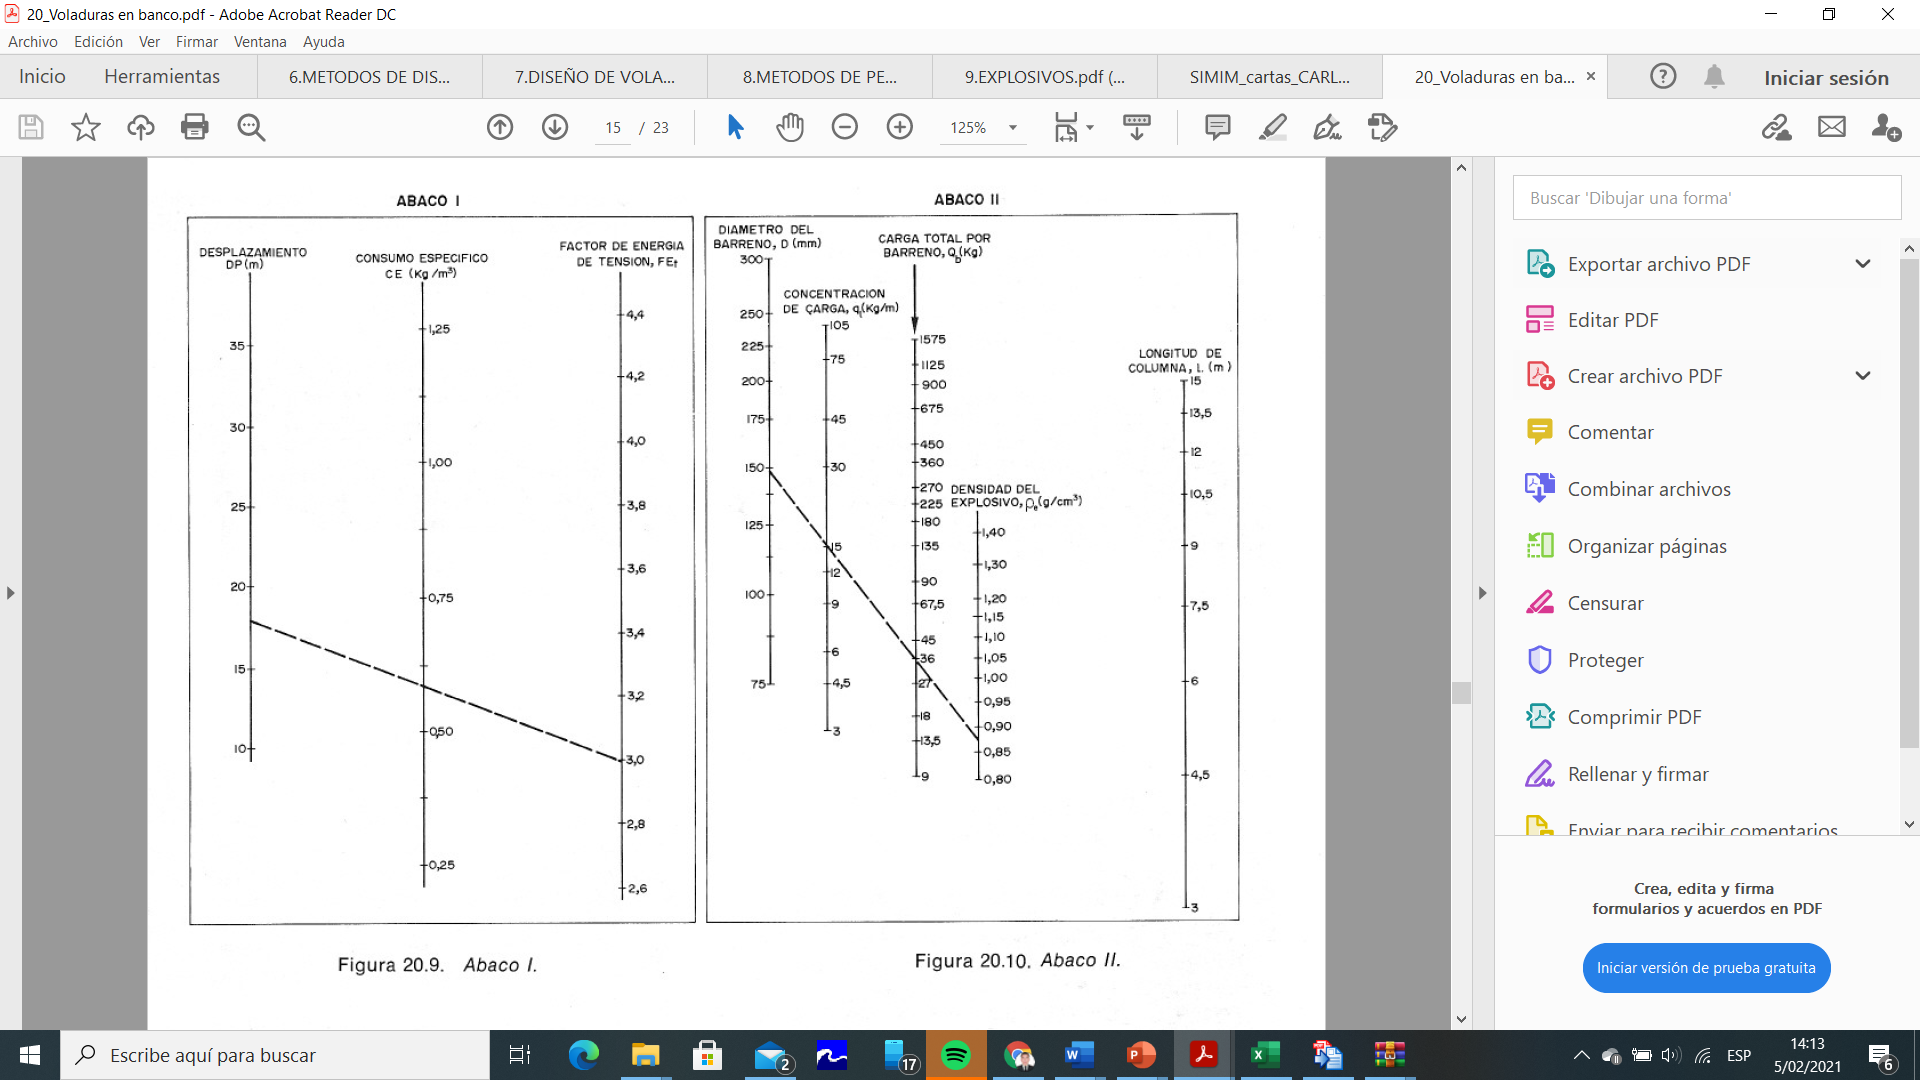 20_Voladuras en banco.pdf - Adobe Acrobat Reader DC
Archivo Edición Ver Firmar Ventana Ayuda
Inicio Herramientas 6.METODOS DE DIS... 7.DISEÑO DE VOLA... 8.METODOS DE PE... 9.EXPLOSIVOS.pdf (... SIMIM_cartas_CARL... 20_Voladuras en ba... Iniciar sesión
15 / 23 125%
ABACO I
DESPLAZAMIENTO
DP (m)
CONSUMO ESPECIFICO
CE (Kg/m³)
FACTOR DE ENERGIA
DE TENSION, FEt
35
30
25
20
15
10
1,25
1,00
0,75
0,50
0,25
4,4
4,2
4,0
3,8
3,6
3,4
3,2
3,0
2,8
2,6
Figura 20.9. Abaco I.
ABACO II
DIAMETRO DEL
BARRENO, D (mm)
300
250
225
200
175
150
125
100
75
CONCENTRACION
DE CARGA, ql(Kg/m)
105
75
45
30
15
12
9
6
4,5
3
CARGA TOTAL POR
BARRENO, Qb(Kg)
1575
1125
900
675
450
360
270
225
180
135
90
67,5
45
36
27
18
13,5
9
DENSIDAD DEL
EXPLOSIVO, ρe(g/cm³)
1,40
1,30
1,20
1,15
1,10
1,05
1,00
0,95
0,90
0,85
0,80
LONGITUD DE
COLUMNA, L (m)
15
13,5
12
10,5
9
7,5
6
4,5
3
Figura 20.10. Abaco II.
Buscar 'Dibujar una forma'
Exportar archivo PDF
Editar PDF
Crear archivo PDF
Comentar
Combinar archivos
Organizar páginas
Censurar
Proteger
Comprimir PDF
Rellenar y firmar
Enviar para recibir comentarios
Crea, edita y firma
formularios y acuerdos en PDF
Iniciar versión de prueba gratuita
Escribe aquí para buscar
2
17
ESP
14:13
5/02/2021
6